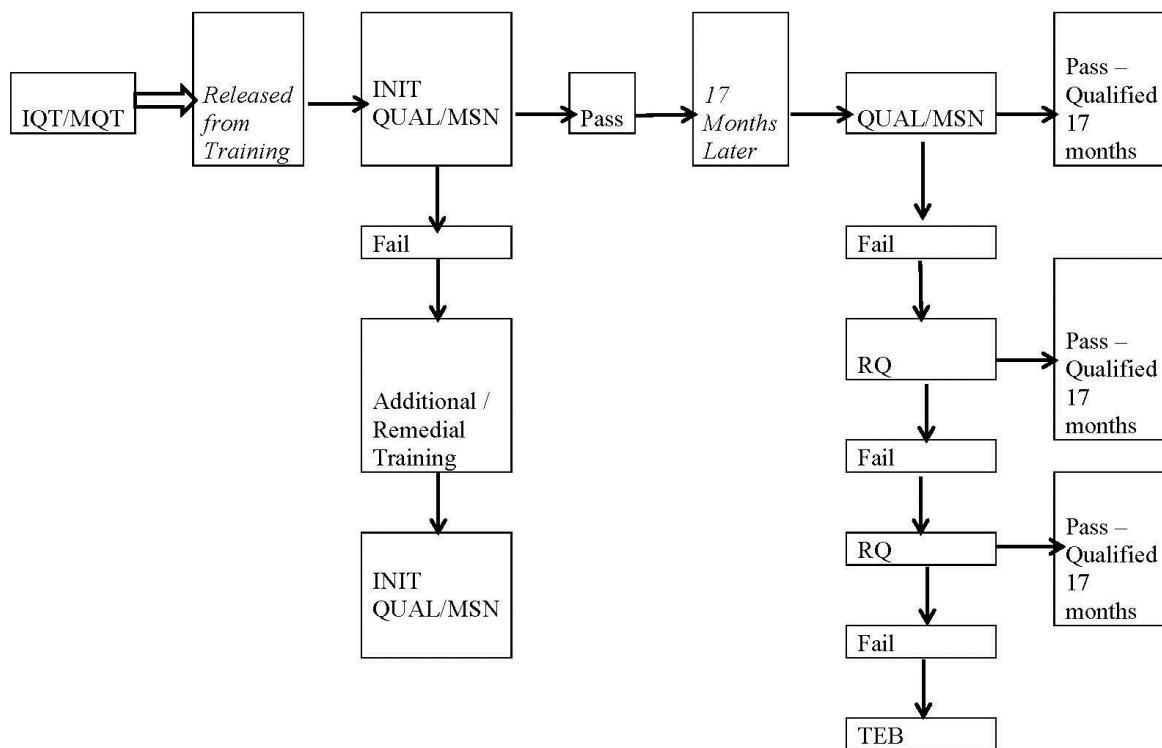 IQT/MQT
Released
from
Training
INIT
QUAL/MSN
Pass
17
Months
Later
QUAL/MSN
Pass –
Qualified
17
months
Fail
Fail
Additional /
Remedial
Training
RQ
Pass –
Qualified
17
months
Fail
INIT
QUAL/MSN
RQ
Pass –
Qualified
17
months
Fail
TEB